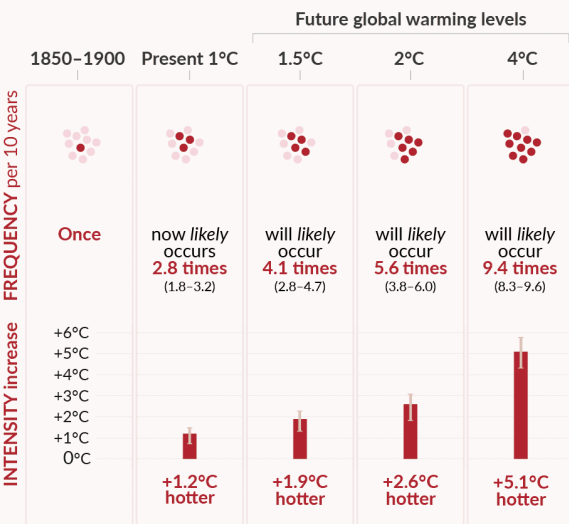 Future global warming levels
1850–1900 Present 1°C 1.5°C 2°C 4°C
FREQUENCY per 10 years
Once
now likely occurs 2.8 times (1.8–3.2)
will likely occur 4.1 times (2.8–4.7)
will likely occur 5.6 times (3.8–6.0)
will likely occur 9.4 times (8.3–9.6)
INTENSITY increase
+6°C
+5°C
+4°C
+3°C
+2°C
+1°C
0°C
+1.2°C hotter
+1.9°C hotter
+2.6°C hotter
+5.1°C hotter